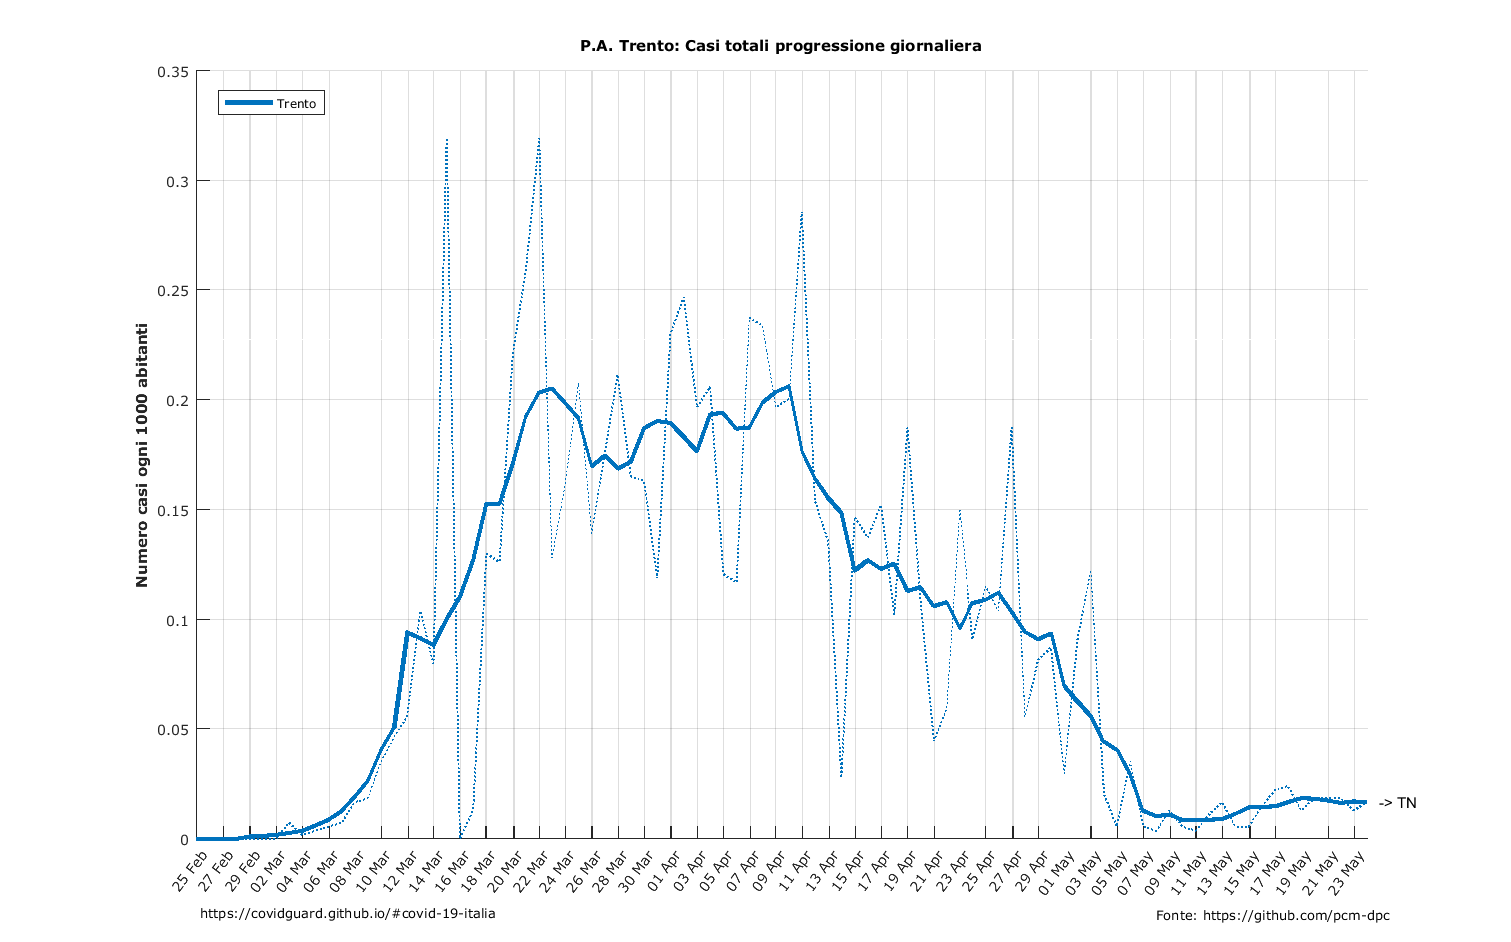 P.A. Trento: Casi totali progressione giornaliera
0.35
Trento
0.3
0.25
0.2
0.15
0.1
0.05
0
Numero casi ogni 1000 abitanti
-> TN
25 Feb
27 Feb
29 Feb
02 Mar
04 Mar
06 Mar
08 Mar
10 Mar
12 Mar
14 Mar
16 Mar
18 Mar
20 Mar
22 Mar
24 Mar
26 Mar
28 Mar
30 Mar
01 Apr
03 Apr
05 Apr
07 Apr
09 Apr
11 Apr
13 Apr
15 Apr
17 Apr
19 Apr
21 Apr
23 Apr
25 Apr
27 Apr
29 Apr
01 May
03 May
05 May
07 May
09 May
11 May
13 May
15 May
17 May
19 May
21 May
23 May
https://covidguard.github.io/#covid-19-italia
Fonte: https://github.com/pcm-dpc